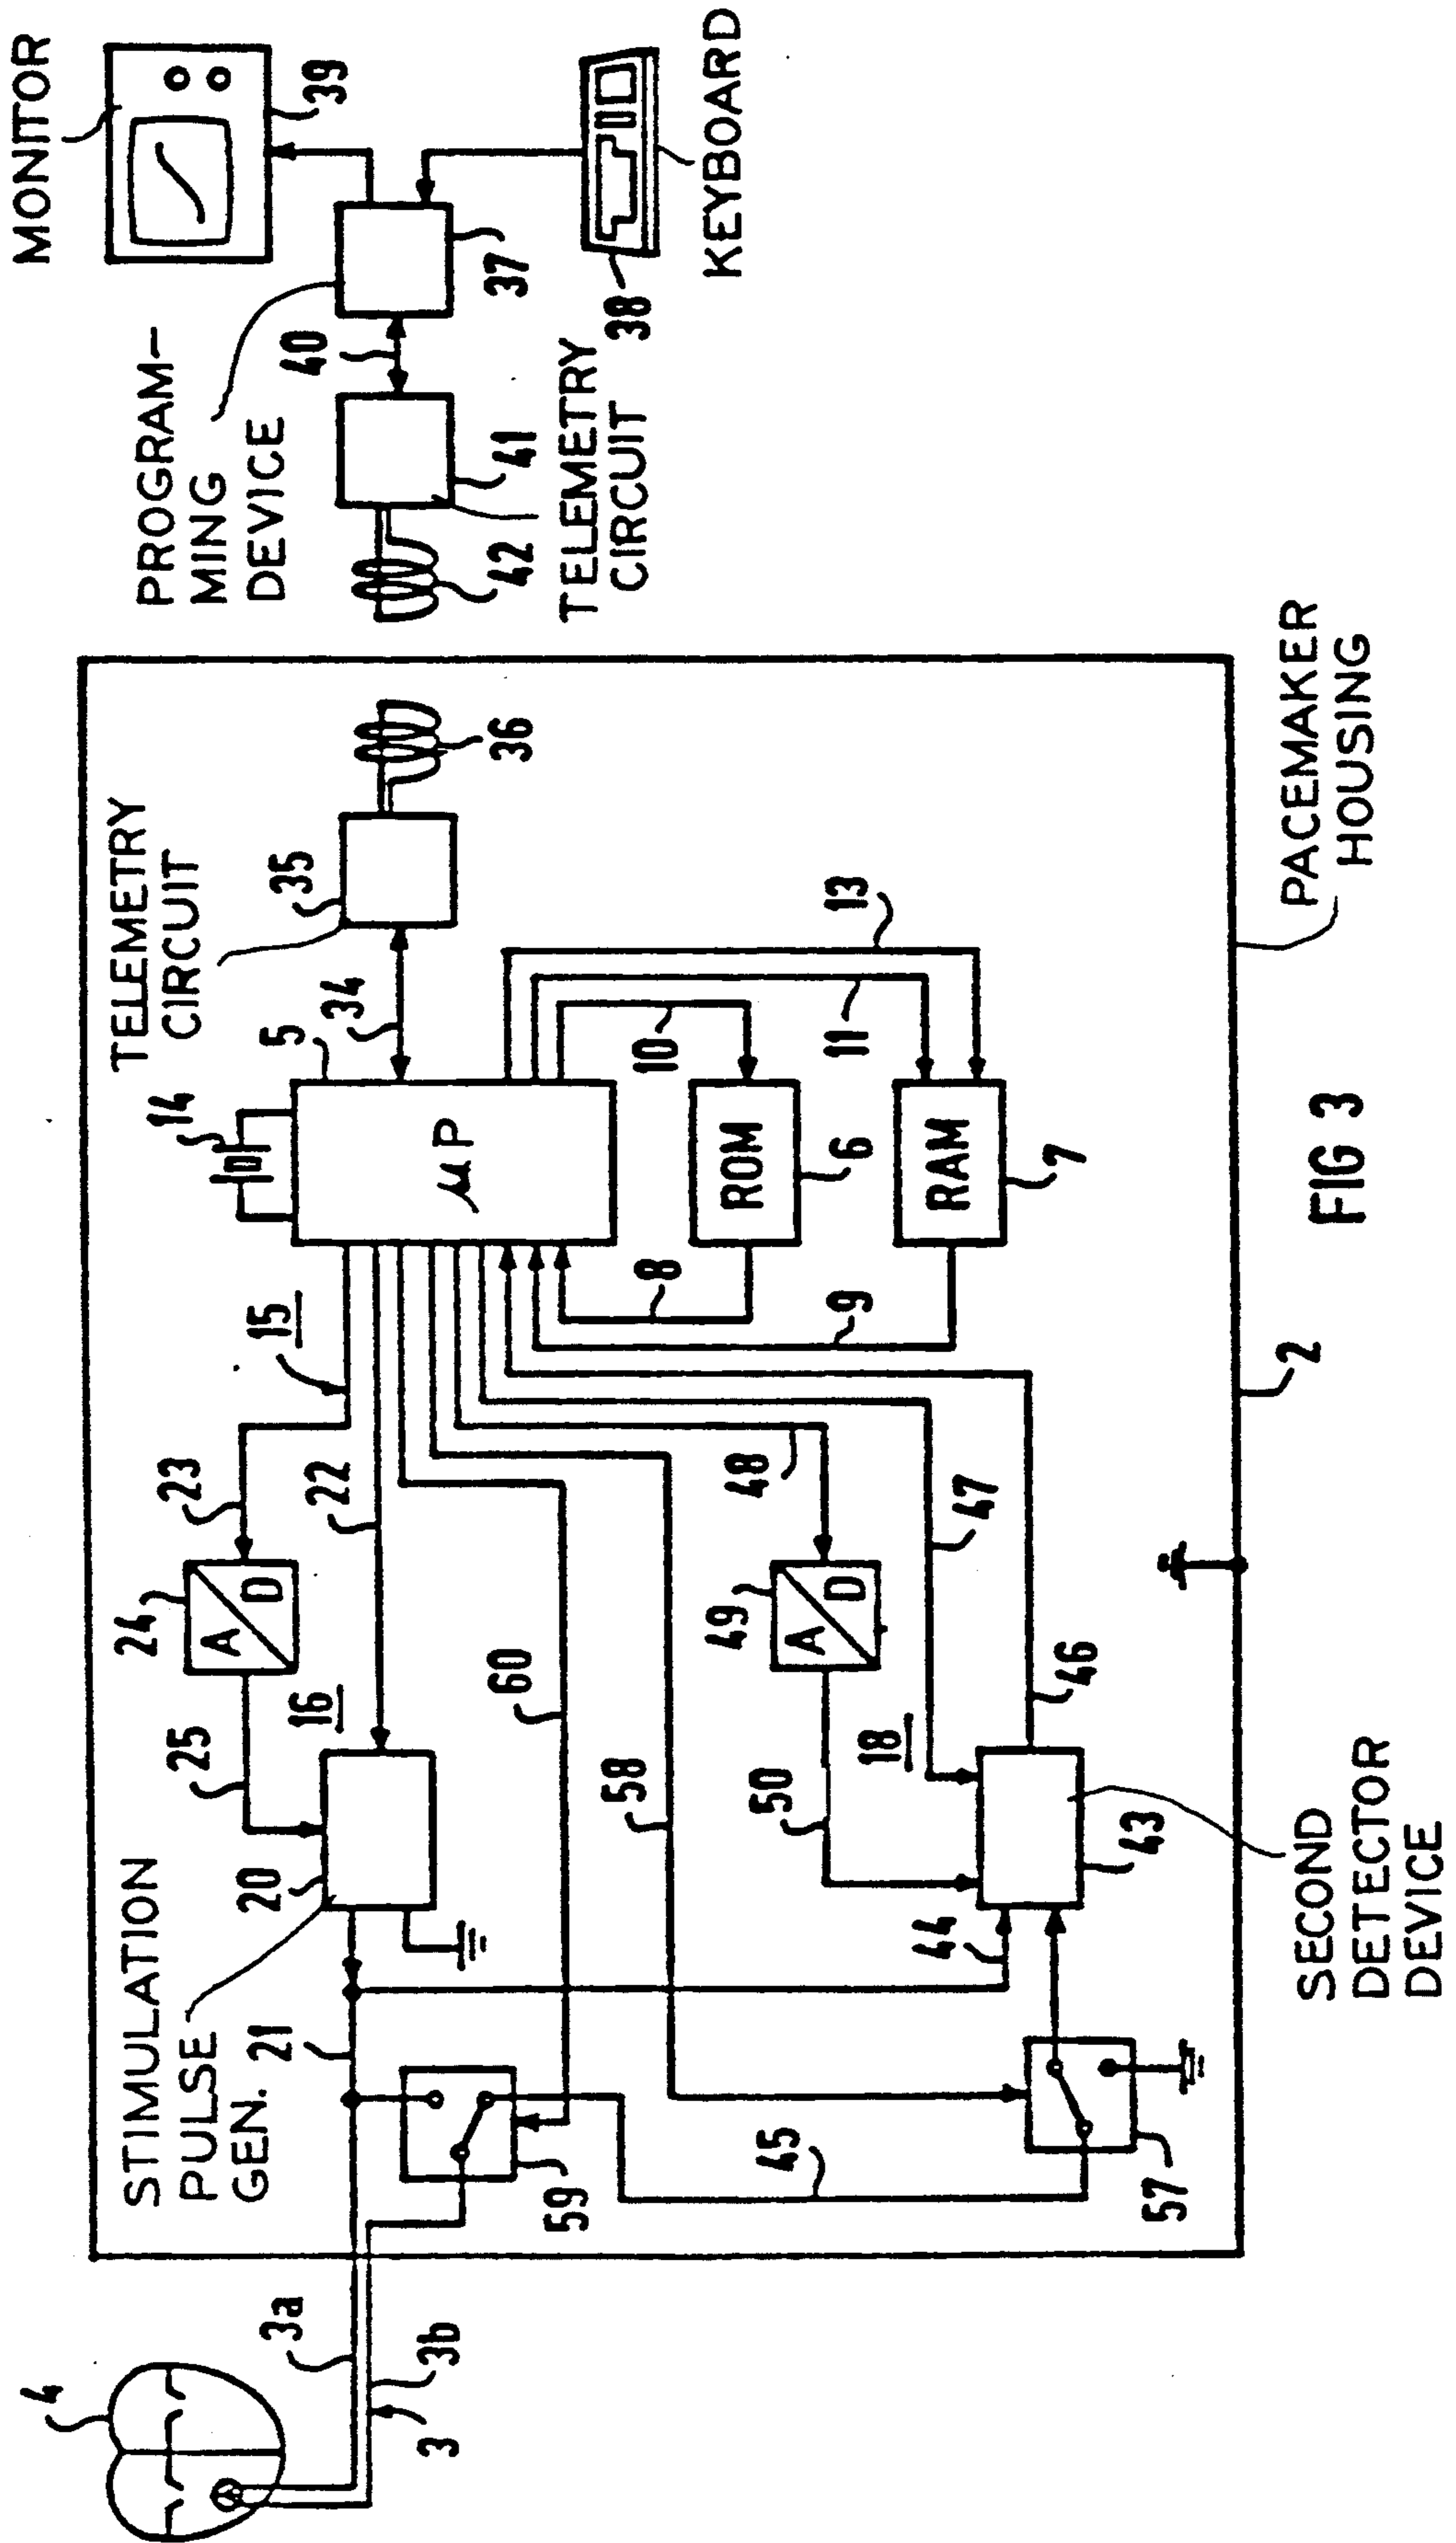 4
3a
3b
3
STIMULATION
PULSE
GEN.
21
20
25
24
A
D
23
15
16
22
14
5
μP
34
TELEMETRY
CIRCUIT
35
36
59
60
58
45
44
50
49
A
D
48
18
47
46
43
57
8
9
10
11
13
ROM
6
RAM
7
SECOND
DETECTOR
DEVICE
2
PACEMAKER
HOUSING
PROGRAM-
MING
DEVICE
40
41
42
TELEMETRY
CIRCUIT
37
MONITOR
39
38
KEYBOARD
FIG 3